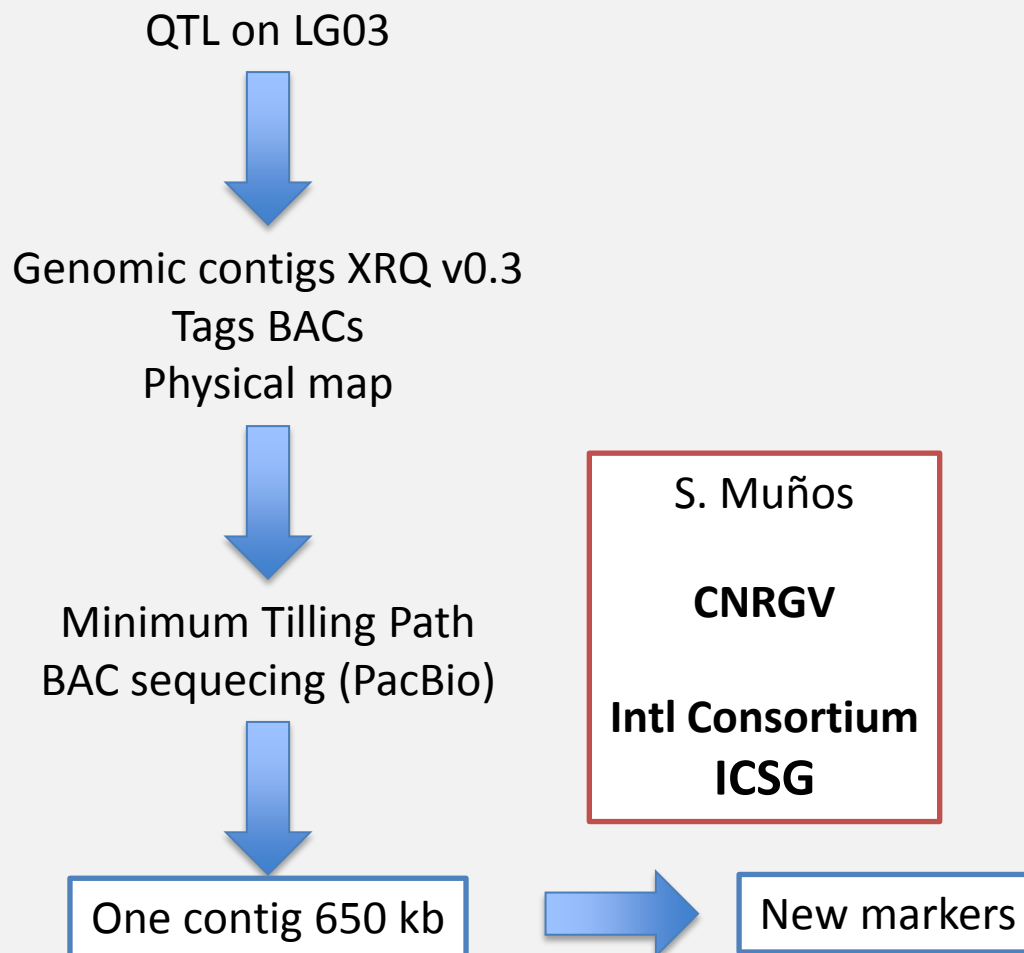 QTL on LG03
Genomic contigs XRQ v0.3
Tags BACs
Physical map
Minimum Tilling Path
BAC sequecing (PacBio)
S. Muños
CNRGV
Intl Consortium
ICSG
One contig 650 kb
New markers